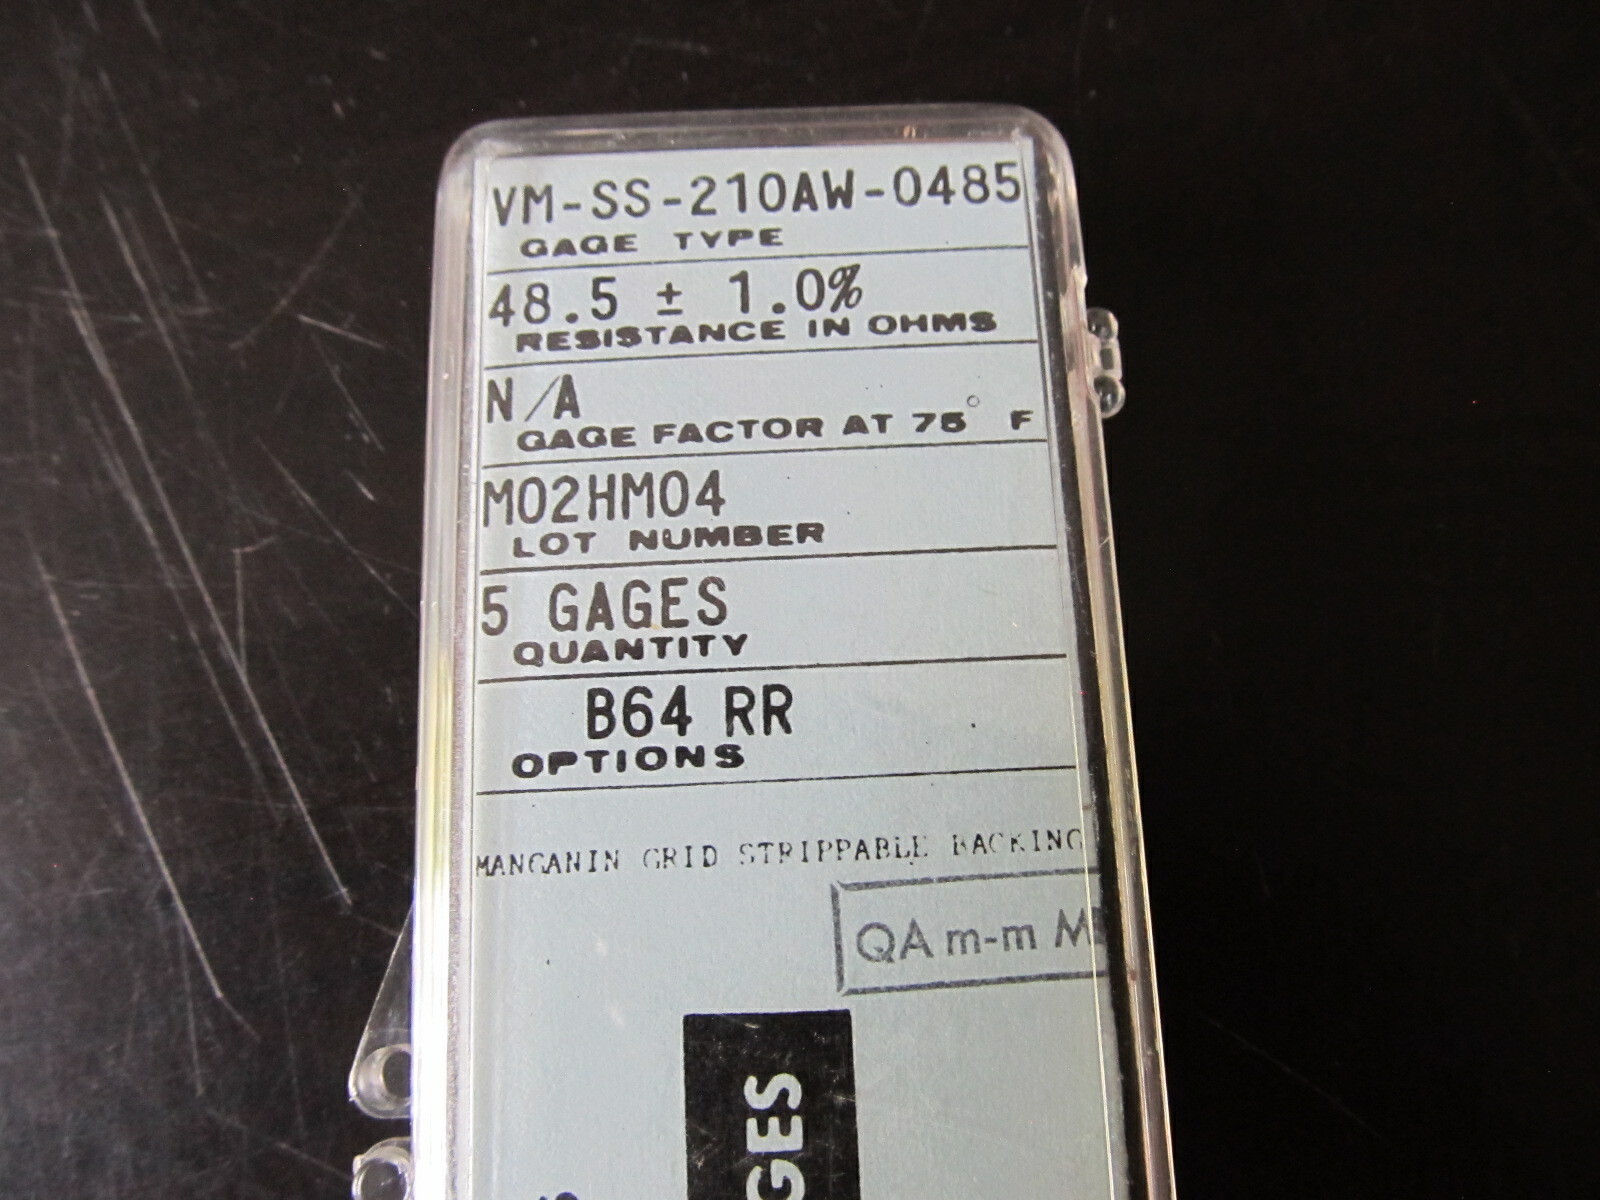 VM-SS-210AW-0485
GAGE TYPE
48.5 ± 1.0%
RESISTANCE IN OHMS
N/A
GAGE FACTOR AT 75° F
M02HM04
LOT NUMBER
5 GAGES
QUANTITY
B64 RR
OPTIONS
MANGANIN GRID STRIPPABLE BACKING
QA m-m
GES